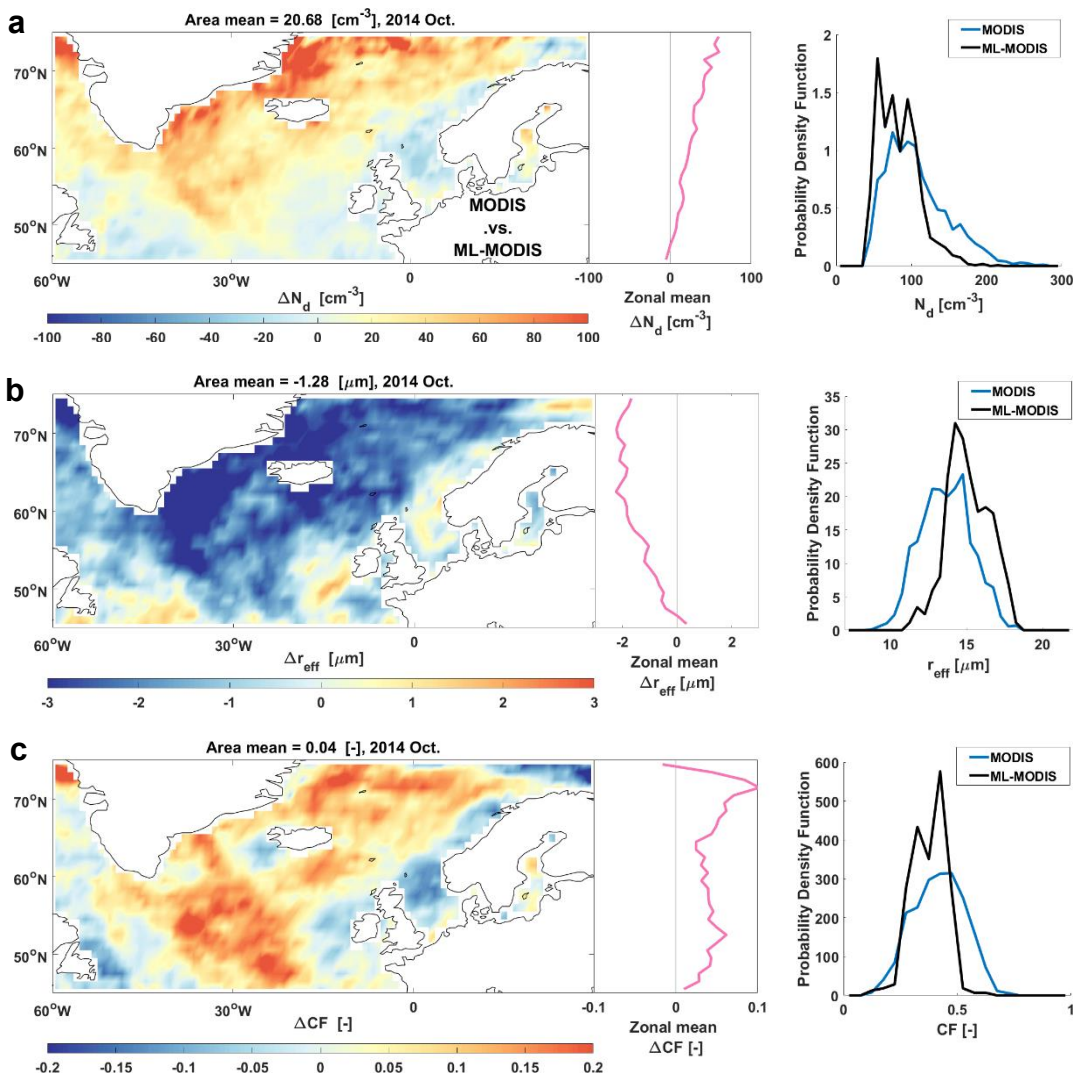 a
Area mean = 20.68 [cm⁻³], 2014 Oct.
70°N
60°N
50°N
MODIS
.vs.
ML-MODIS
60°W
30°W
0
-100
0
100
ΔN_d [cm⁻³]
Zonal mean
ΔN_d [cm⁻³]
-100
-80
-60
-40
-20
0
20
40
60
80
100
MODIS
ML-MODIS
Probability Density Function
2
1.5
1
0.5
0
0
100
200
300
N_d [cm⁻³]
b
Area mean = -1.28 [μm], 2014 Oct.
70°N
60°N
50°N
60°W
30°W
0
-2
0
2
Δr_eff [μm]
Zonal mean
Δr_eff [μm]
-3
-2
-1
0
1
2
3
MODIS
ML-MODIS
Probability Density Function
35
30
25
20
15
10
5
0
10
15
20
r_eff [μm]
c
Area mean = 0.04 [-], 2014 Oct.
70°N
60°N
50°N
60°W
30°W
0
-0.1
0
0.1
ΔCF [-]
Zonal mean
ΔCF [-]
-0.2
-0.15
-0.1
-0.05
0
0.05
0.1
0.15
0.2
MODIS
ML-MODIS
Probability Density Function
600
500
400
300
200
100
0
0
0.5
1
CF [-]